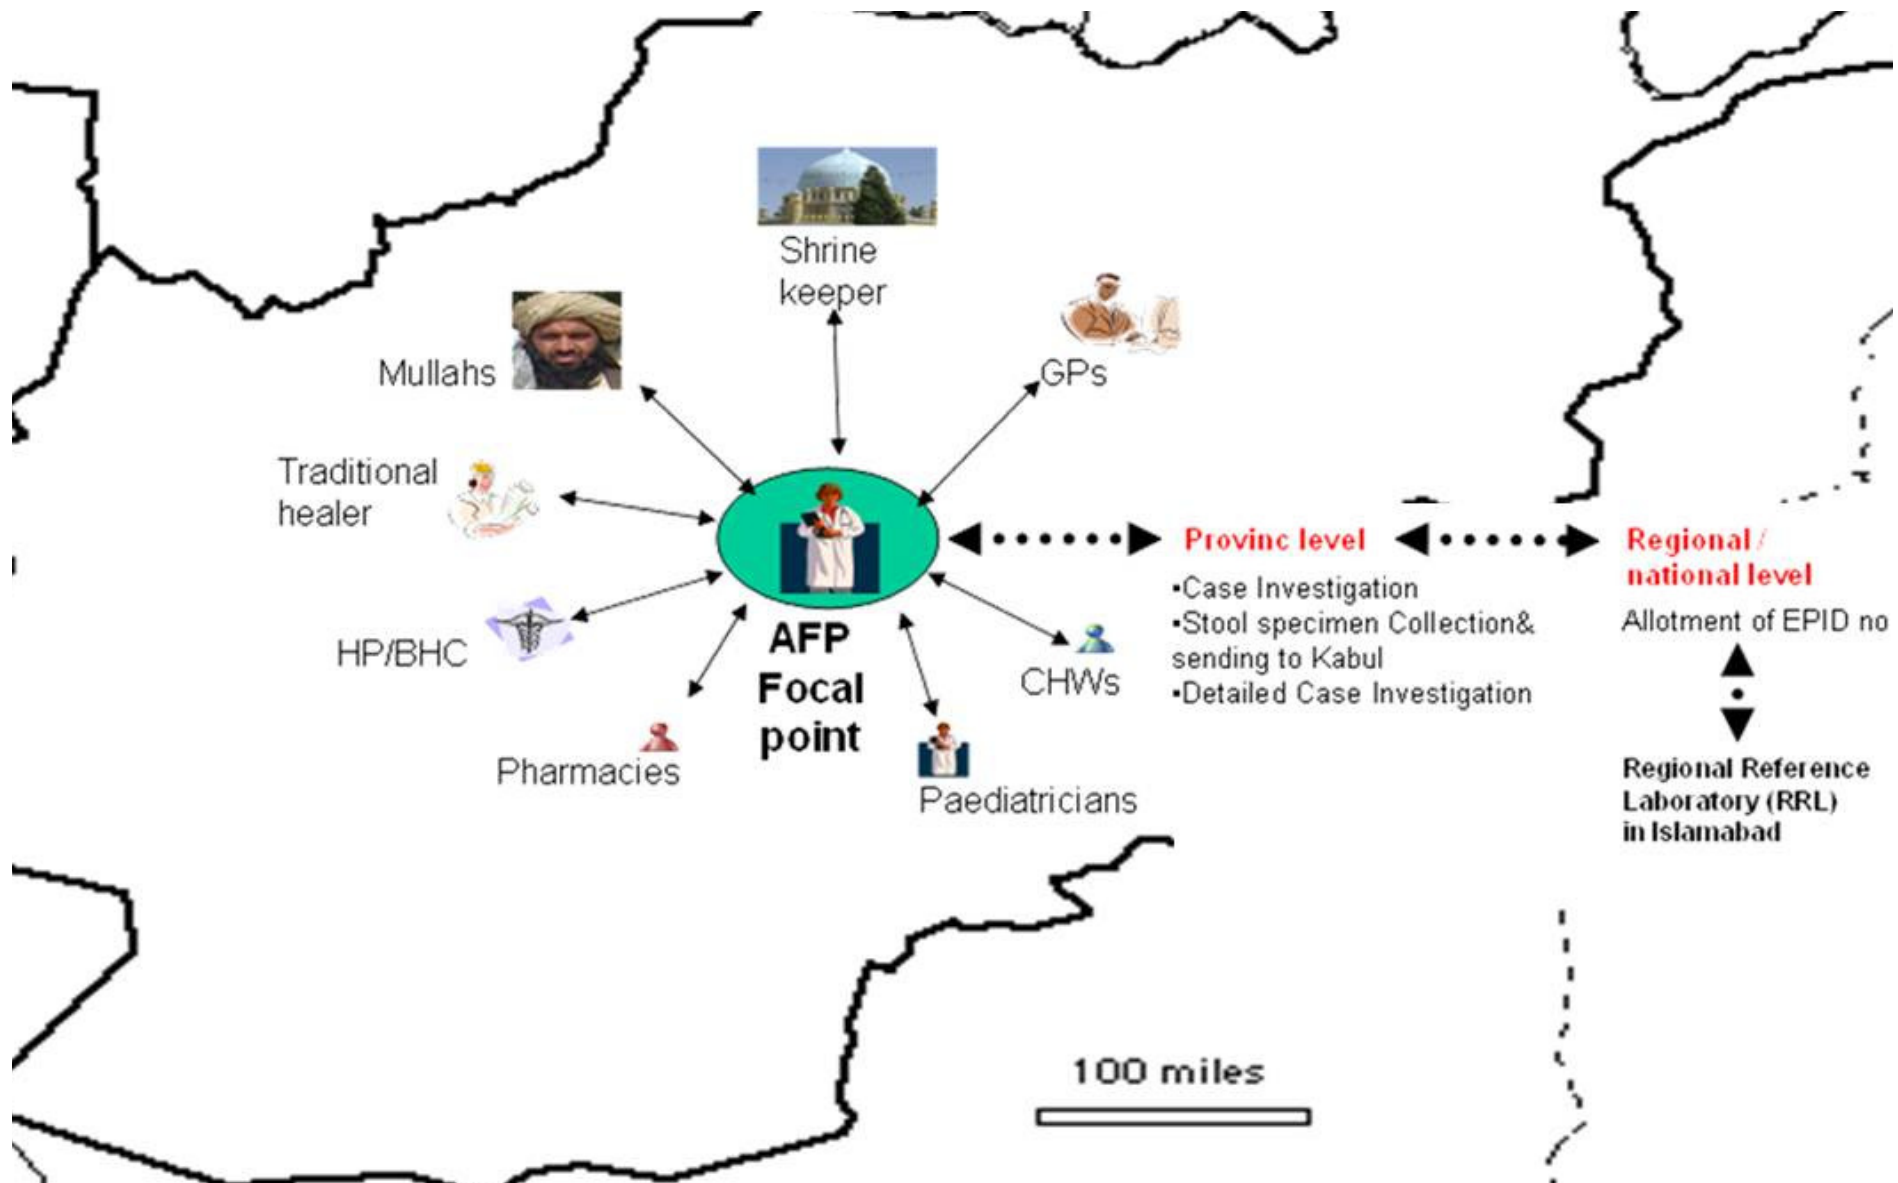 Shrine
keeper
Mullahs
GPs
Traditional
healer
HP/BHC
Pharmacies
AFP
Focal
point
Paediatricians
CHWs
Provinc level
▪Case Investigation
▪Stool specimen Collection&
sending to Kabul
▪Detailed Case Investigation
Regional /
national level
Allotment of EPID no
Regional Reference
Laboratory (RRL)
in Islamabad
100 miles